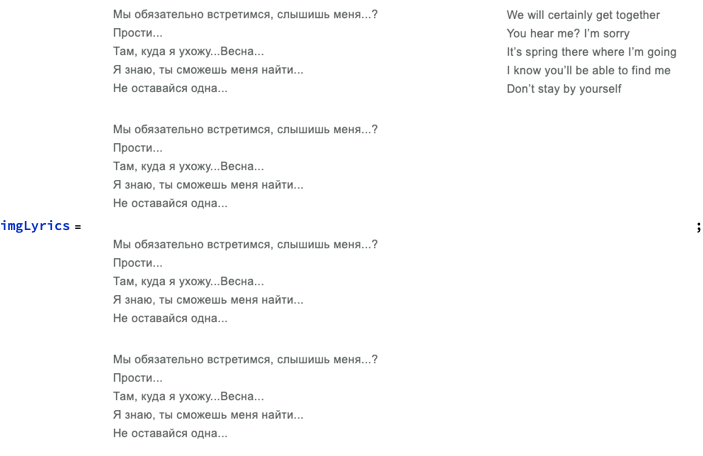 Мы обязательно встретимся, слышишь меня...?
Прости...
Там, куда я ухожу...Весна...
Я знаю, ты сможешь меня найти...
Не оставайся одна...
We will certainly get together
You hear me? I'm sorry
It's spring there where I'm going
I know you'll be able to find me
Don't stay by yourself
Мы обязательно встретимся, слышишь меня...?
Прости...
Там, куда я ухожу...Весна...
Я знаю, ты сможешь меня найти...
Не оставайся одна...
imgLyrics = ;
Мы обязательно встретимся, слышишь меня...?
Прости...
Там, куда я ухожу...Весна...
Я знаю, ты сможешь меня найти...
Не оставайся одна...
Мы обязательно встретимся, слышишь меня...?
Прости...
Там, куда я ухожу...Весна...
Я знаю, ты сможешь меня найти...
Не оставайся одна...